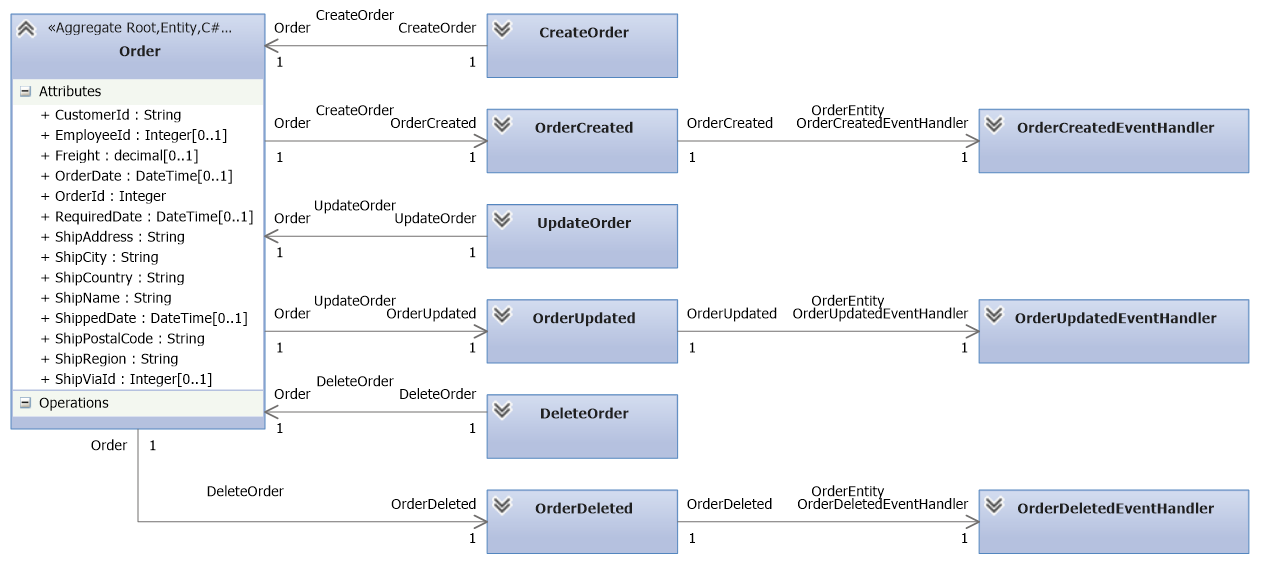 «Aggregate Root,Entity,C#...
Order
Attributes
+ CustomerId : String
+ EmployeeId : Integer[0..1]
+ Freight : decimal[0..1]
+ OrderDate : DateTime[0..1]
+ OrderId : Integer
+ RequiredDate : DateTime[0..1]
+ ShipAddress : String
+ ShipCity : String
+ ShipCountry : String
+ ShipName : String
+ ShippedDate : DateTime[0..1]
+ ShipPostalCode : String
+ ShipRegion : String
+ ShipViaId : Integer[0..1]
Operations
CreateOrder
Order CreateOrder
1 1
CreateOrder
CreateOrder
Order OrderCreated
1 1
OrderCreated
OrderEntity
OrderCreated OrderCreatedEventHandler
1 1
OrderCreatedEventHandler
UpdateOrder
Order UpdateOrder
1 1
UpdateOrder
UpdateOrder
Order OrderUpdated
1 1
OrderUpdated
OrderEntity
OrderUpdated OrderUpdatedEventHandler
1 1
OrderUpdatedEventHandler
DeleteOrder
Order DeleteOrder
1 1
DeleteOrder
Order 1
DeleteOrder
OrderDeleted
1
OrderDeleted
OrderEntity
OrderDeleted OrderDeletedEventHandler
1 1
OrderDeletedEventHandler